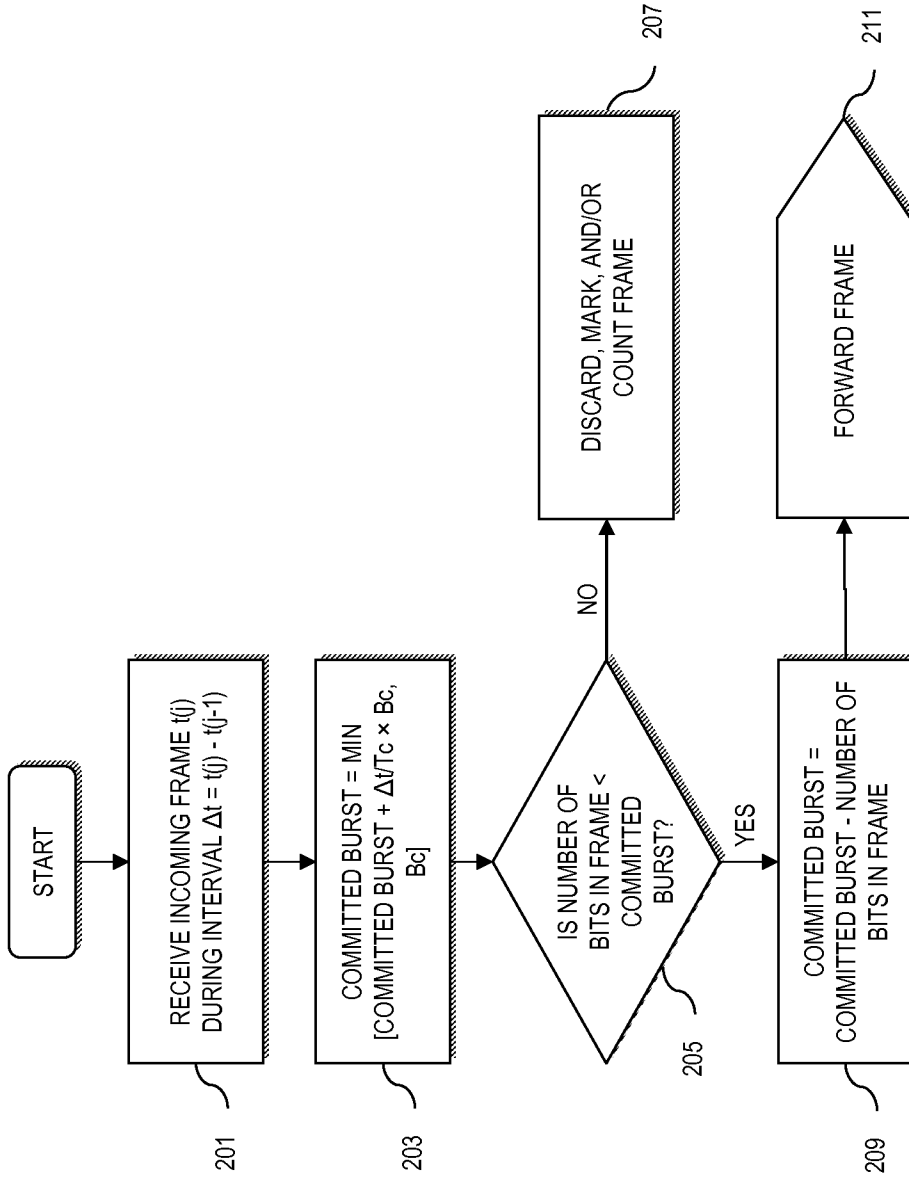 START
RECEIVE INCOMING FRAME t(j)
DURING INTERVAL Δt = t(j) - t(j-1)
201
COMMITTED BURST = MIN
[COMMITTED BURST + Δt/Tc × Bc,
Bc]
203
IS NUMBER OF
BITS IN FRAME <
COMMITTED
BURST?
205
NO
DISCARD, MARK, AND/OR
COUNT FRAME
207
YES
COMMITTED BURST =
COMMITTED BURST - NUMBER OF
BITS IN FRAME
209
FORWARD FRAME
211